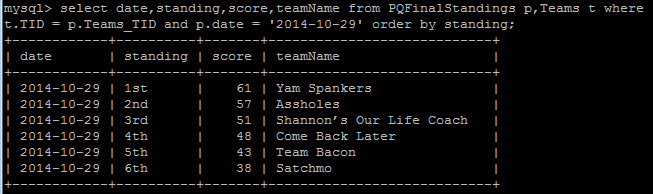 mysql> select date,standing,score,teamName from PQFinalStandings p,Teams t where
t.TID = p.Teams_TID and p.date = '2014-10-29' order by standing;
+------------+----------+-------+---------------------------+
| date       | standing | score | teamName                  |
+------------+----------+-------+---------------------------+
| 2014-10-29 | 1st      |    61 | Yam Spankers              |
| 2014-10-29 | 2nd      |    57 | Assholes                  |
| 2014-10-29 | 3rd      |    51 | Shannon’s Our Life Coach  |
| 2014-10-29 | 4th      |    48 | Come Back Later           |
| 2014-10-29 | 5th      |    43 | Team Bacon                |
| 2014-10-29 | 6th      |    38 | Satchmo                   |
+------------+----------+-------+---------------------------+